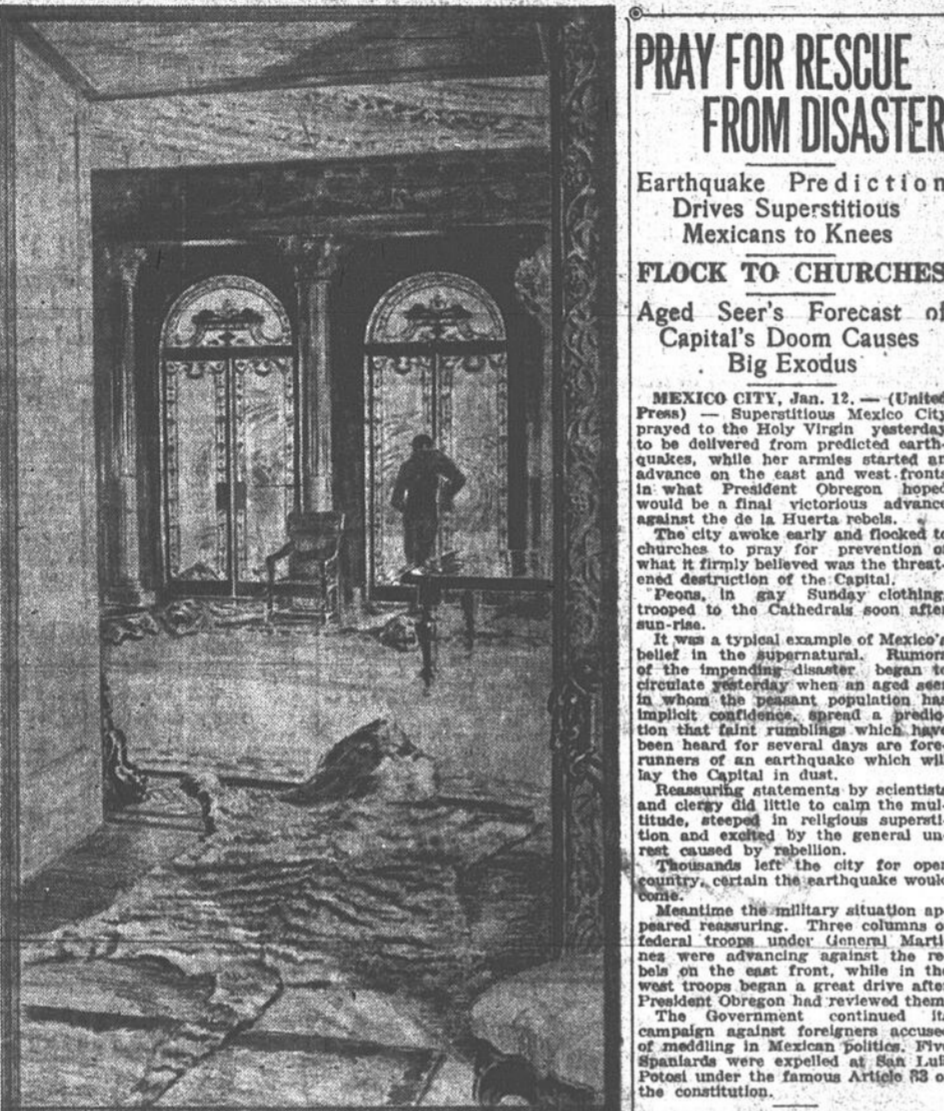 PRAY FOR RESCUE
FROM DISASTER
Earthquake Prediction
Drives Superstitious
Mexicans to Knees
FLOCK TO CHURCHES
Aged Seer's Forecast of
Capital's Doom Causes
Big Exodus
MEXICO CITY, Jan. 12. — (United
Press) — Superstitious Mexico City
prayed to the Holy Virgin yesterday
to be delivered from predicted earth-
quakes, while her armies started an
advance on the east and west fronts
in what President Obregon hoped
would be a final victorious advance
against the de la Huerta rebels.
The city awoke early and flocked to
churches to pray for prevention of
what it firmly believed was the threat-
ened destruction of the Capital.
Peons, in gay Sunday clothing,
trooped to the Cathedrals soon after
sun-rise.
It was a typical example of Mexico's
belief in the supernatural. Rumors
of the impending disaster began to
circulate yesterday when an aged seer
in whom the peasant population has
implicit confidence, spread a predic-
tion that faint rumblings which have
been heard for several days are fore-
runners of an earthquake which will
lay the Capital in dust.
Reassuring statements by scientists
and clergy did little to calm the mul-
titude, steeped in religious supersti-
tion and excited by the general un-
rest caused by rebellion.
Thousands left the city for open
country, certain the earthquake would
come.
Meantime the military situation ap-
peared reassuring. Three columns of
federal troops under General Marti-
nez were advancing against the re-
bels on the east front, while in the
west troops began a great drive after
President Obregon had reviewed them.
The Government continued its
campaign against foreigners accused
of meddling in Mexican politics. Five
Spaniards were expelled at San Luis
Potosi under the famous Article 33 of
the constitution.